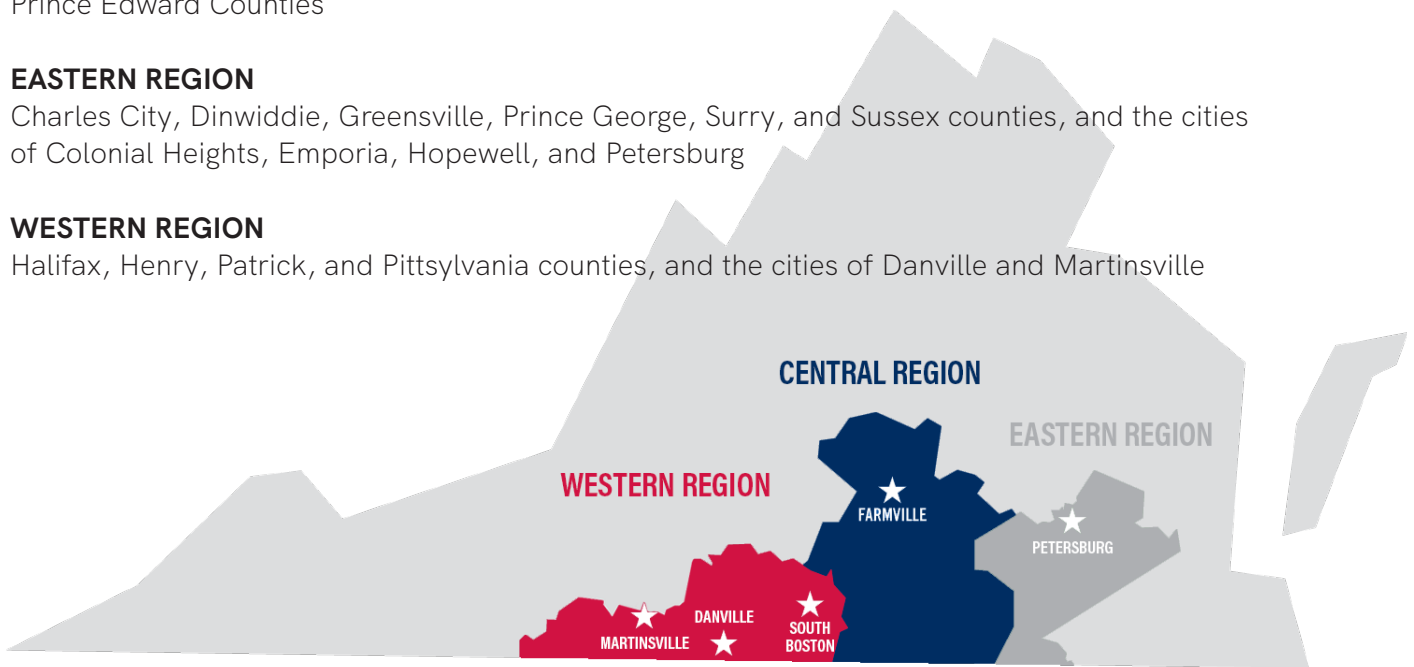 Prince Edward Counties
EASTERN REGION
Charles City, Dinwiddie, Greensville, Prince George, Surry, and Sussex counties, and the cities
of Colonial Heights, Emporia, Hopewell, and Petersburg
WESTERN REGION
Halifax, Henry, Patrick, and Pittsylvania counties, and the cities of Danville and Martinsville
CENTRAL REGION
EASTERN REGION
WESTERN REGION
FARMVILLE
PETERSBURG
DANVILLE
MARTINSVILLE
SOUTH
BOSTON